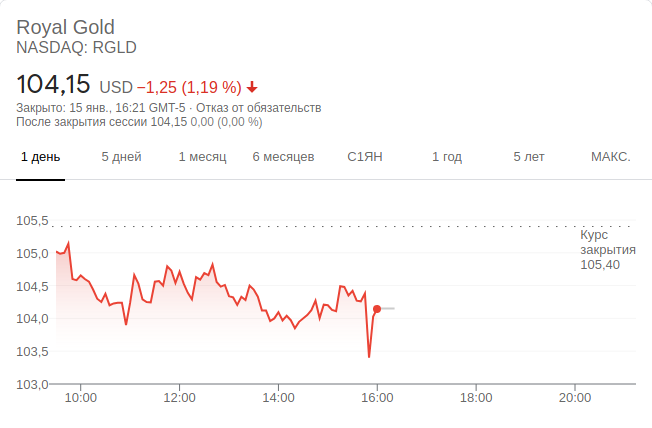 Royal Gold
NASDAQ: RGLD
104,15 USD −1,25 (1,19 %)
Закрыто: 15 янв., 16:21 GMT-5 · Отказ от обязательств
После закрытия сессии 104,15 0,00 (0,00 %)
1 день 5 дней 1 месяц 6 месяцев С1ЯН 1 год 5 лет МАКС.
105,5
Курс
закрытия
105,40
105,0
104,5
104,0
103,5
103,0
10:00 12:00 14:00 16:00 18:00 20:00